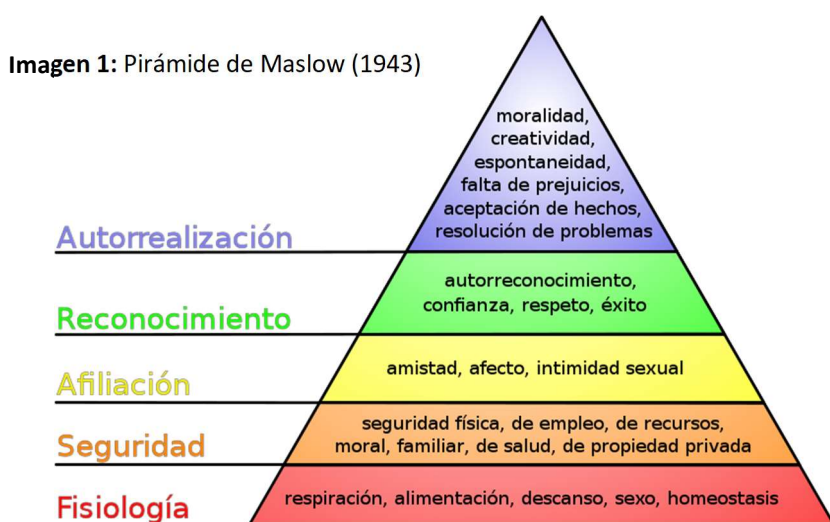 Imagen 1: Pirámide de Maslow (1943)
moralidad,
creatividad,
espontaneidad,
falta de prejuicios,
aceptación de hechos,
resolución de problemas
Autorrealización
autorreconocimiento,
confianza, respeto, éxito
Reconocimiento
amistad, afecto, intimidad sexual
Afiliación
seguridad física, de empleo, de recursos,
moral, familiar, de salud, de propiedad privada
Seguridad
respiración, alimentación, descanso, sexo, homeostasis
Fisiología